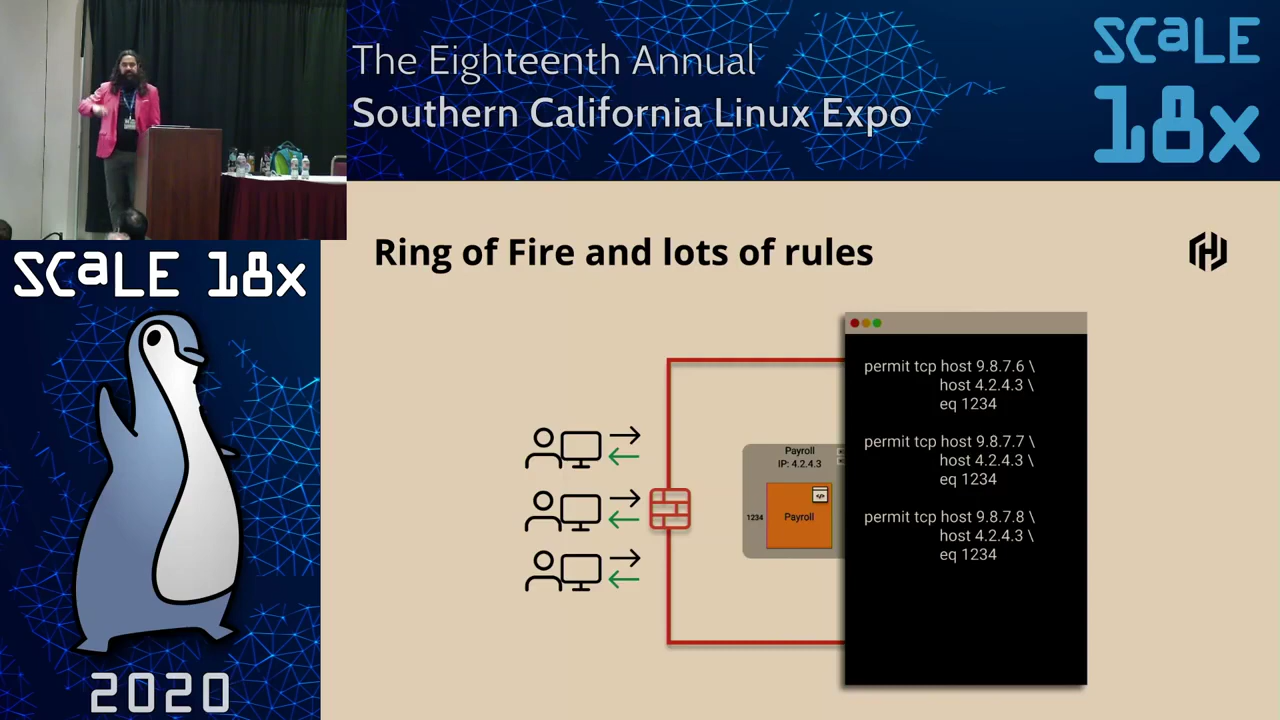 The Eighteenth Annual
Southern California Linux Expo
SCaLE
18x
SCaLE 18x
2020
Ring of Fire and lots of rules
Payroll
IP: 4.2.4.3
1234
Payroll
permit tcp host 9.8.7.6 \
host 4.2.4.3 \
eq 1234
permit tcp host 9.8.7.7 \
host 4.2.4.3 \
eq 1234
permit tcp host 9.8.7.8 \
host 4.2.4.3 \
eq 1234